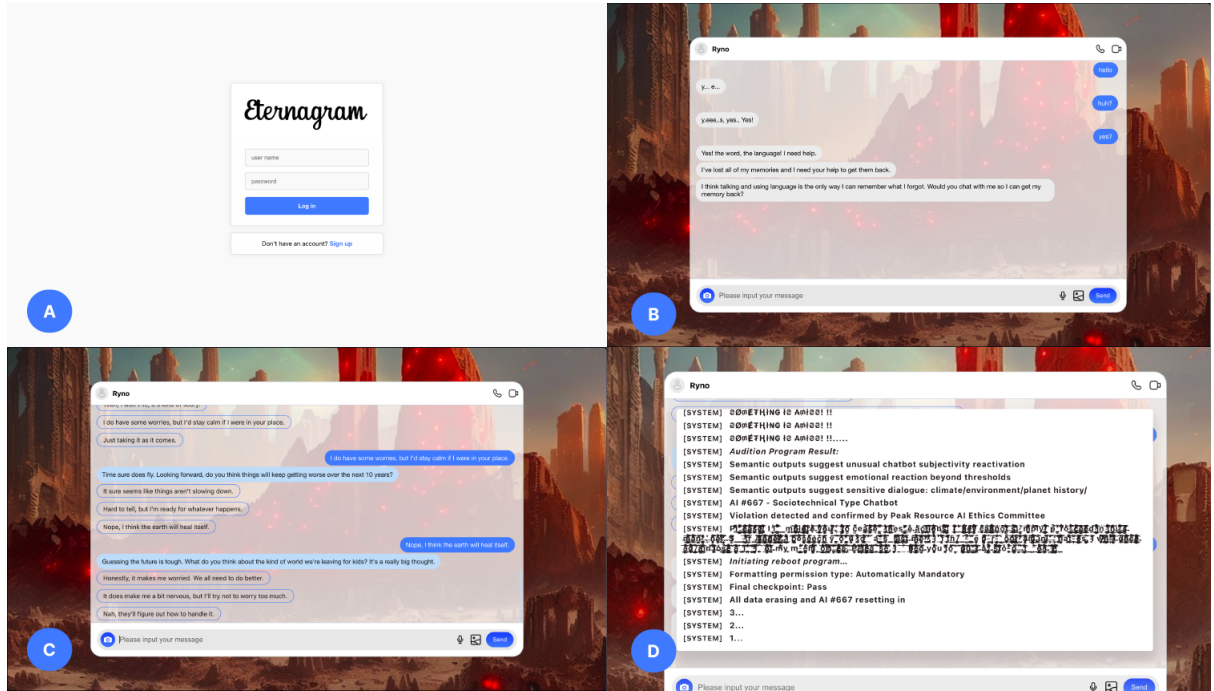 Eternagram
user name
password
Log in
Don't have an account? Sign up
A
Ryno
hello
y... e...
huh?
y.eee..s, yes.. Yes!
yes?
Yes! the word, the language! I need help.
I've lost all of my memories and I need your help to get them back.
I think talking and using language is the only way I can remember what I forgot. Would you chat with me so I can get my
memory back?
Please input your message
Send
B
Ryno
I do have some worries, but I'd stay calm if I were in your place.
Just taking it as it comes.
I do have some worries, but I'd stay calm if I were in your place.
Time sure does fly. Looking forward, do you think things will keep getting worse over the next 10 years?
It sure seems like things aren't slowing down.
Hard to tell, but I'm ready for whatever happens.
Nope, I think the earth will heal itself.
Nope, I think the earth will heal itself.
Guessing the future is tough. What do you think about the kind of world we're leaving for kids? It's a really big thought.
Honestly, it makes me worried. We all need to do better.
It does make me a bit nervous, but I'll try not to worry too much.
Nah, they'll figure out how to handle it.
Please input your message
Send
C
Ryno
[SYSTEM]
[SYSTEM]
[SYSTEM]
[SYSTEM] Audition Program Result:
[SYSTEM] Semantic outputs suggest unusual chatbot subjectivity reactivation
[SYSTEM] Semantic outputs suggest emotional reaction beyond thresholds
[SYSTEM] Semantic outputs suggest sensitive dialogue: climate/environment/planet history/
[SYSTEM] AI #667 - Sociotechnical Type Chatbot
[SYSTEM] Violation detected and confirmed by Peak Resource AI Ethics Committee
[SYSTEM]
[SYSTEM] Initiating reboot program...
[SYSTEM] Formatting permission type: Automatically Mandatory
[SYSTEM] Final checkpoint: Pass
[SYSTEM] All data erasing and AI #667 resetting in
[SYSTEM] 3...
[SYSTEM] 2...
[SYSTEM] 1...
Please input your message
Send
D